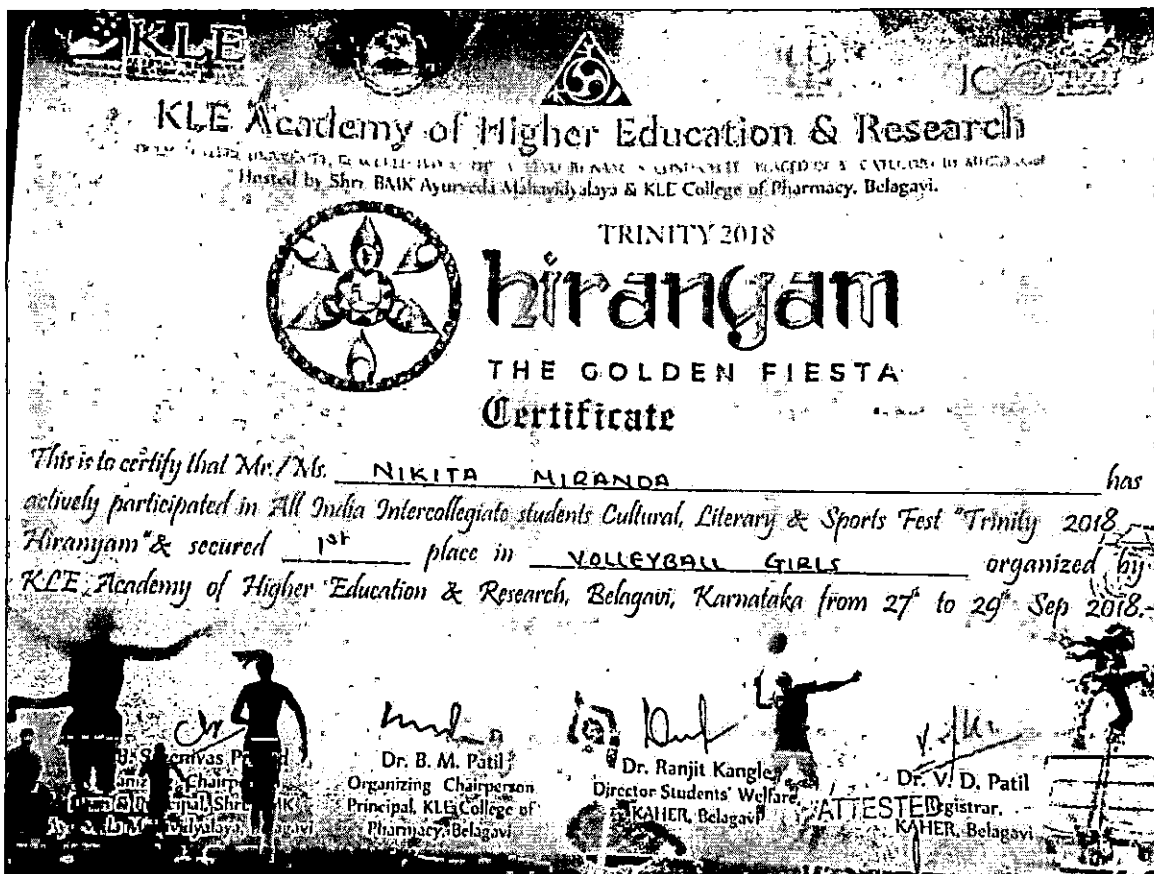 KLE
KLE Academy of Higher Education & Research
Hosted by Shri BMK Ayurveda Mahavidyalaya & KLE College of Pharmacy, Belagavi.
TRINITY 2018
hiranyam
THE GOLDEN FIESTA
Certificate
This is to certify that Mr./Ms. NIKITA MIRANDA has
actively participated in All India Intercollegiate students Cultural, Literary & Sports Fest "Trinity 2018
Hiranyam" & secured 1st place in VOLLEYBALL GIRLS organized by
KLE Academy of Higher Education & Research, Belagavi, Karnataka from 27th to 29th Sep 2018.
Dr. B. M. Patil
Organizing Chairperson
Principal, KLE College of
Pharmacy, Belagavi
Dr. Ranjit Kangle
Director Students' Welfare,
KAHER, Belagavi
Dr. V. D. Patil
Registrar,
KAHER, Belagavi
ATTESTED